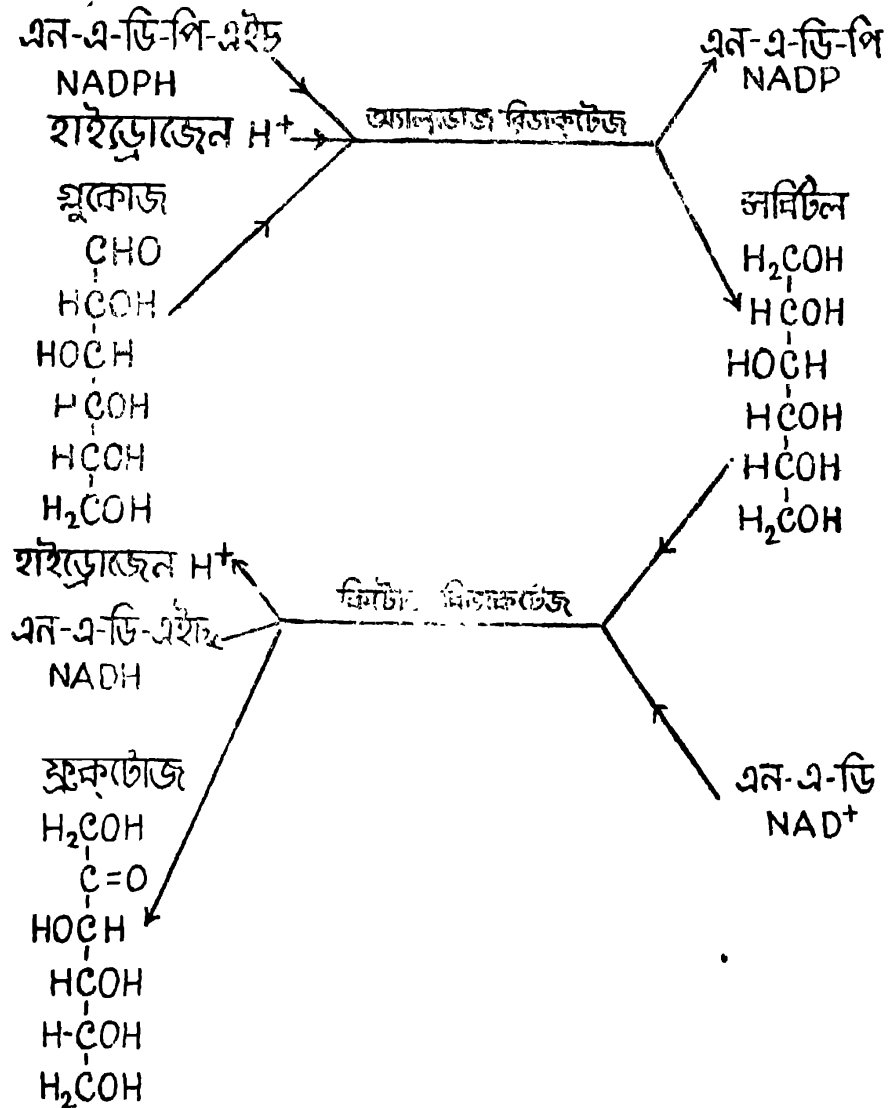 এন-এ-ডি-পি-এইচ
NADPH
হাইড্রোজেন H⁺
অ্যালডোজ রিডাক্‌টেজ
এন-এ-ডি-পি
NADP
গ্লুকোজ
CHO
HCOH
HOCH
HCOH
HCOH
H₂COH
সর্বিটল
H₂COH
HCOH
HOCH
HCOH
HCOH
H₂COH
হাইড্রোজেন H⁺
এন-এ-ডি-এইচ
NADH
এন-এ-ডি
NAD⁺
ফ্রুক্‌টোজ
H₂COH
C=O
HOCH
HCOH
H-COH
H₂COH